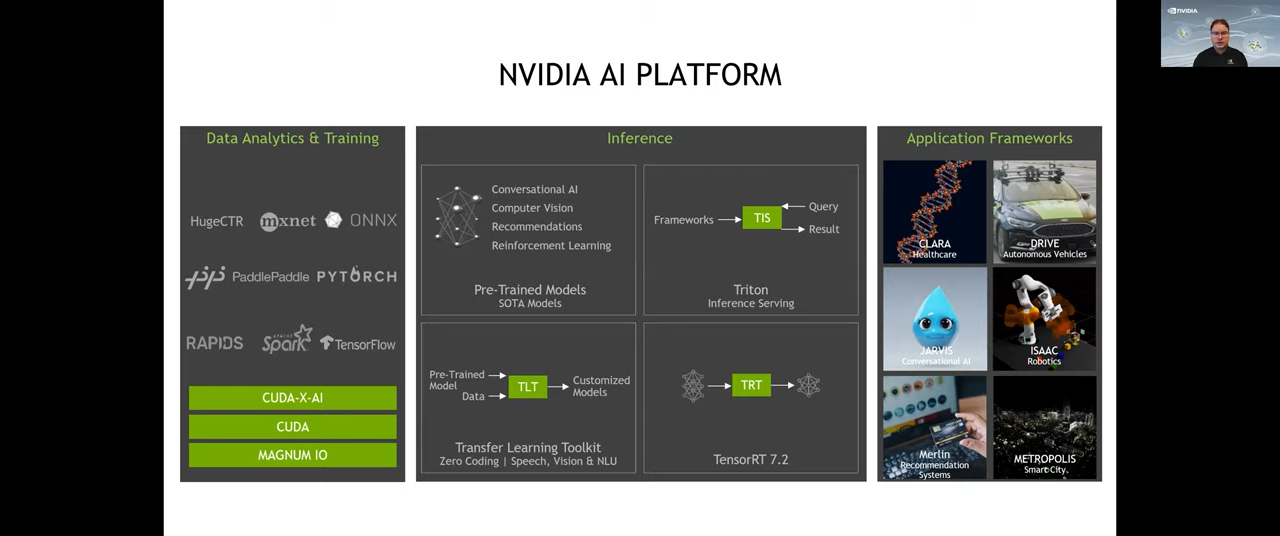 NVIDIA
NVIDIA AI PLATFORM
Data Analytics & Training
HugeCTR
mxnet
ONNX
PaddlePaddle
PYTORCH
RAPIDS
APACHE
Spark
TensorFlow
CUDA-X-AI
CUDA
MAGNUM IO
Inference
Conversational AI
Computer Vision
Recommendations
Reinforcement Learning
Pre-Trained Models
SOTA Models
Frameworks
TIS
Query
Result
Triton
Inference Serving
Pre-Trained
Model
Data
TLT
Customized
Models
Transfer Learning Toolkit
Zero Coding | Speech, Vision & NLU
TRT
TensorRT 7.2
Application Frameworks
CLARA
Healthcare
DRIVE
Autonomous Vehicles
JARVIS
Conversational AI
ISAAC
Robotics
Merlin
Recommendation
Systems
METROPOLIS
Smart City